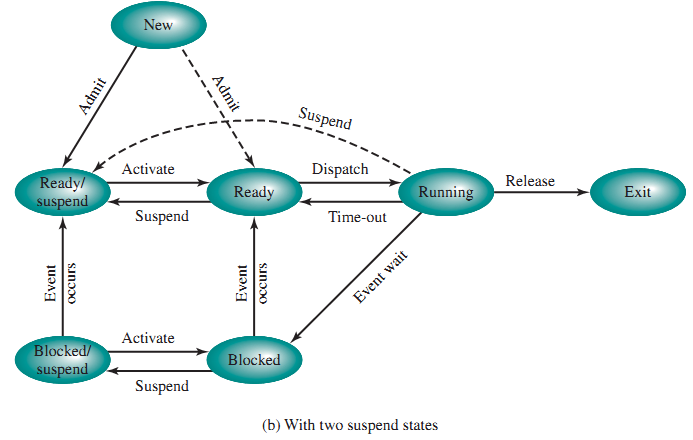 New
Admit
Admit
Suspend
Ready/
suspend
Activate
Suspend
Ready
Dispatch
Time-out
Running
Release
Exit
Event
occurs
Event
occurs
Event wait
Blocked/
suspend
Activate
Suspend
Blocked
(b) With two suspend states